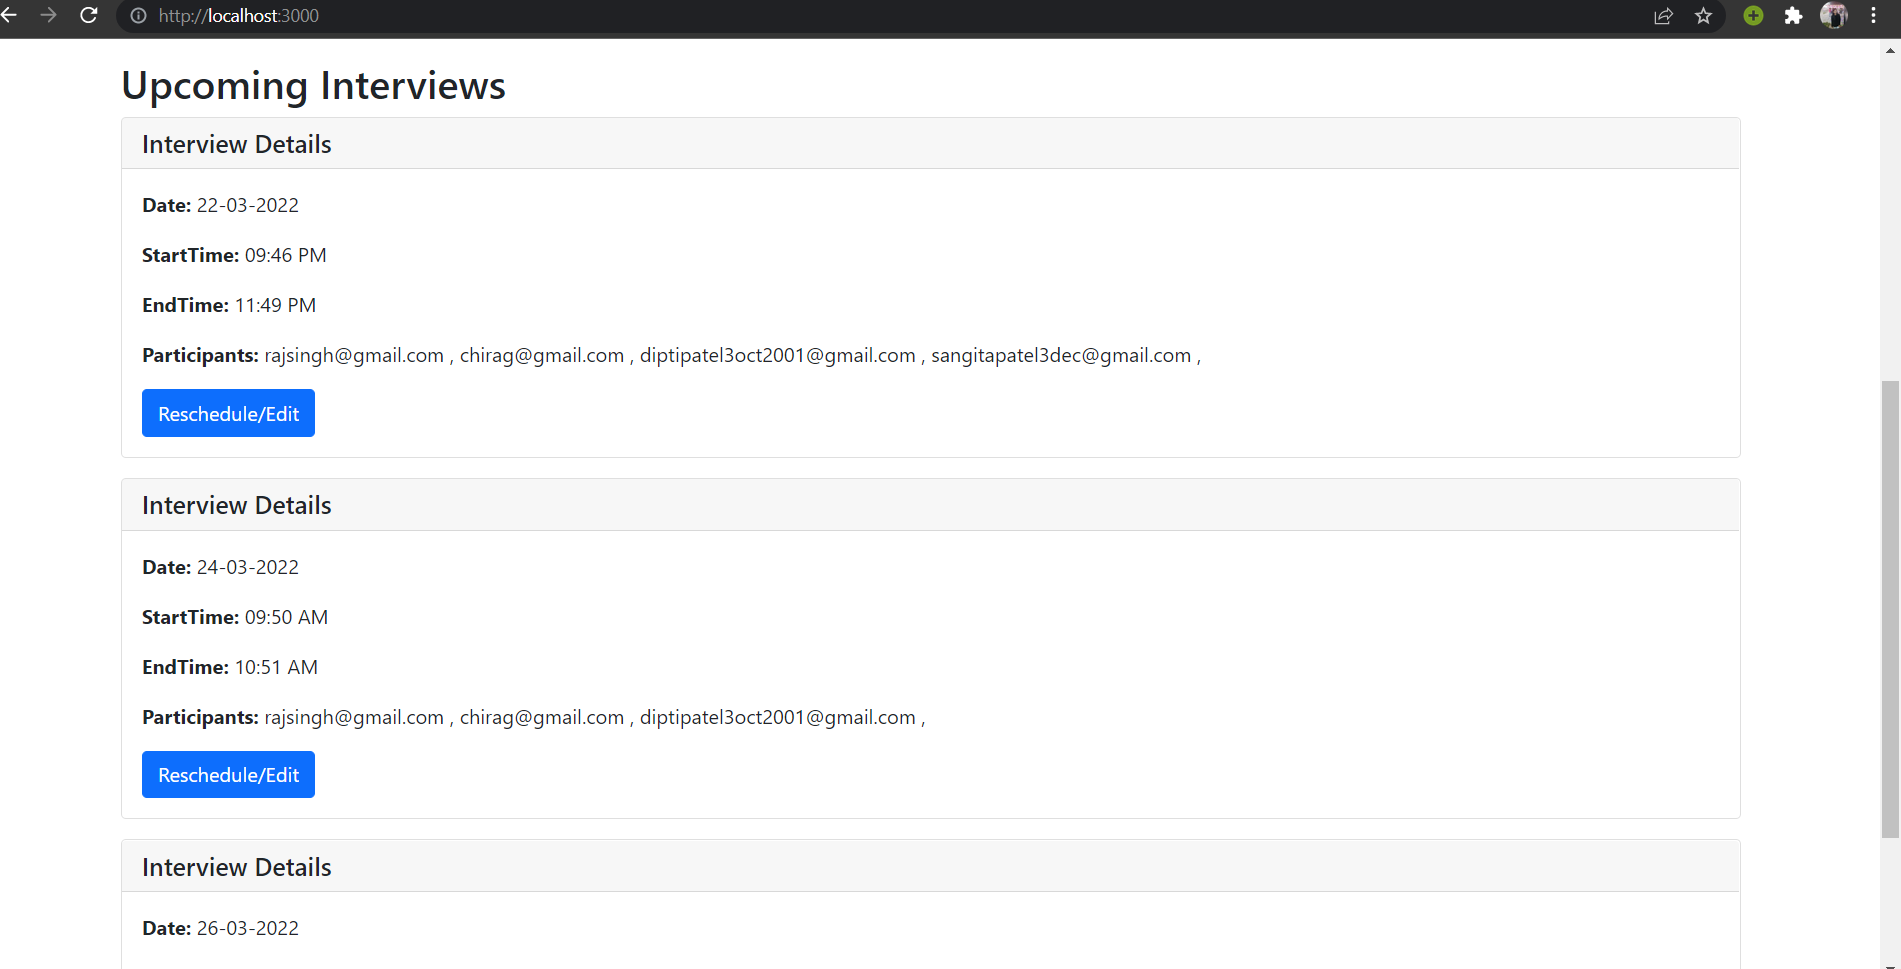 http://localhost:3000
Upcoming Interviews
Interview Details
Date: 22-03-2022
StartTime: 09:46 PM
EndTime: 11:49 PM
Participants: rajsingh@gmail.com , chirag@gmail.com , diptipatel3oct2001@gmail.com , sangitapatel3dec@gmail.com ,
Reschedule/Edit
Interview Details
Date: 24-03-2022
StartTime: 09:50 AM
EndTime: 10:51 AM
Participants: rajsingh@gmail.com , chirag@gmail.com , diptipatel3oct2001@gmail.com ,
Reschedule/Edit
Interview Details
Date: 26-03-2022